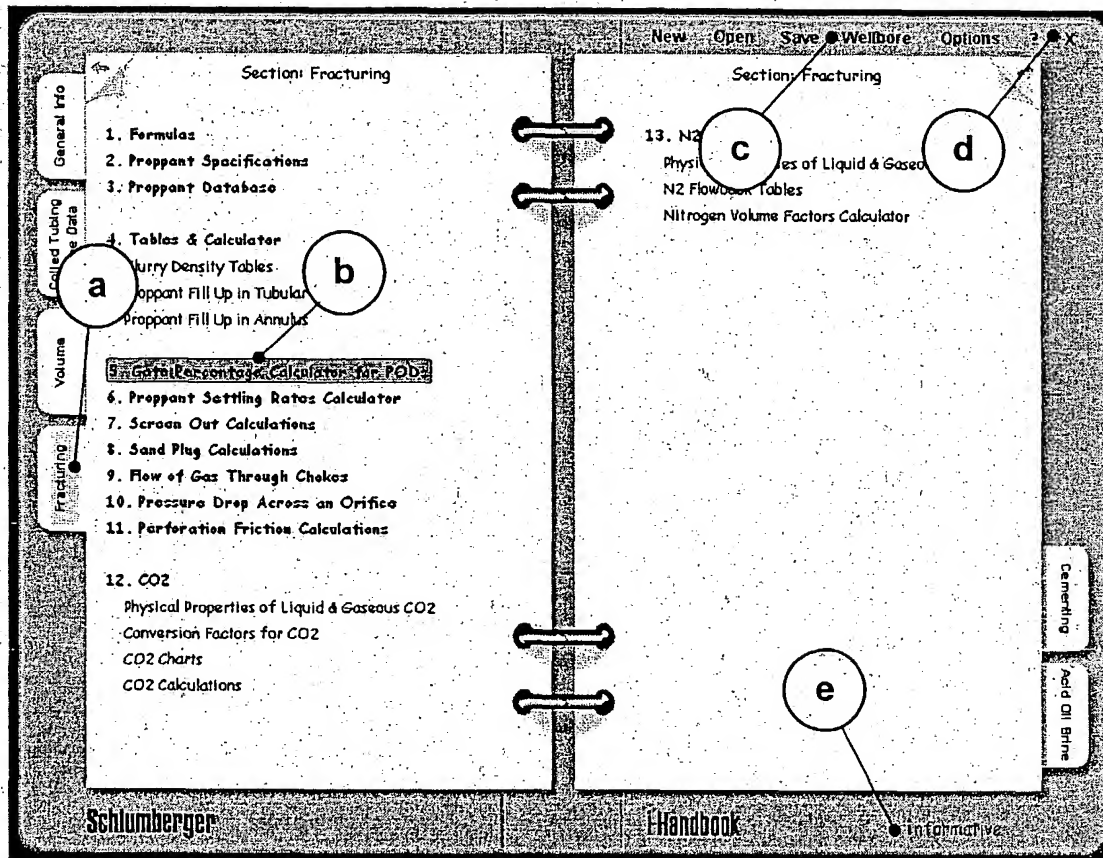 New Open Save Wellbore Options ? X
Section: Fracturing
1. Formulas
2. Proppant Specifications
3. Proppant Database
4. Tables & Calculator
Slurry Density Tables
Proppant Fill Up in Tubular
Proppant Fill Up in Annulus
5. Gate Percentage Calculator for PODs
6. Proppant Settling Rates Calculator
7. Screen Out Calculations
8. Sand Plug Calculations
9. Flow of Gas Through Chokes
10. Pressure Drop Across an Orifice
11. Perforation Friction Calculations
12. CO2
Physical Properties of Liquid & Gaseous CO2
Conversion Factors for CO2
CO2 Charts
CO2 Calculations
Section: Fracturing
13. N2
of Liquid &
N2 Flowbook Tables
Nitrogen Volume Factors Calculator
General Info
Coiled Tubing
Data
Volume
Fracturing
Cementing
Acid Oil Brine
a
b
c
d
e
Schlumberger
i-Handbook
Informative